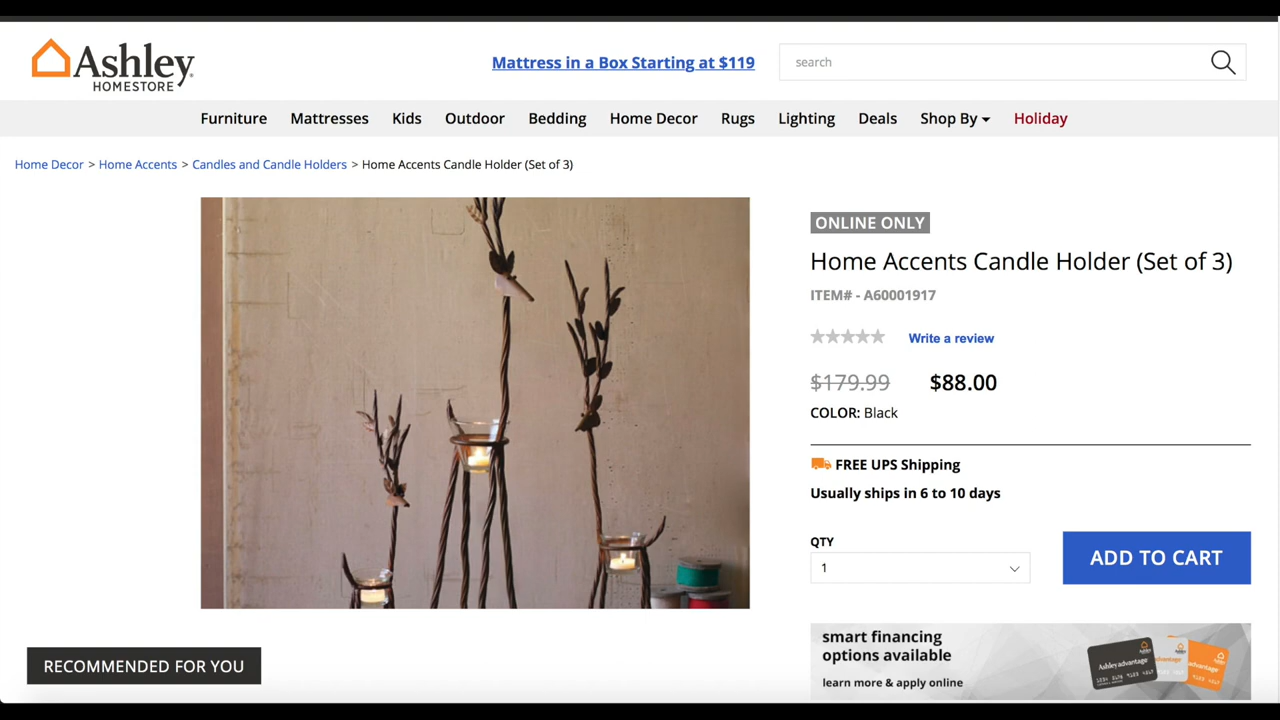 Ashley
HOMESTORE
Mattress in a Box Starting at $119
search
Furniture Mattresses Kids Outdoor Bedding Home Decor Rugs Lighting Deals Shop By Holiday
Home Decor > Home Accents > Candles and Candle Holders > Home Accents Candle Holder (Set of 3)
ONLINE ONLY
Home Accents Candle Holder (Set of 3)
ITEM# - A60001917
Write a review
$179.99 $88.00
COLOR: Black
FREE UPS Shipping
Usually ships in 6 to 10 days
QTY
1
ADD TO CART
smart financing
options available
learn more & apply online
Ashley advantage
RECOMMENDED FOR YOU